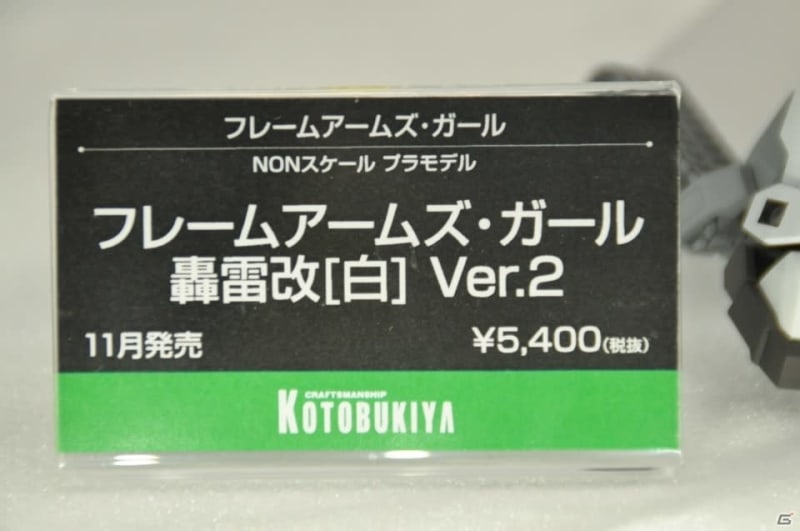 フレームアームズ・ガール
NONスケール プラモデル
フレームアームズ・ガール
轟雷改[白] Ver.2
11月発売
¥5,400(税抜)
CRAFTSMANSHIP
KOTOBUKIYA